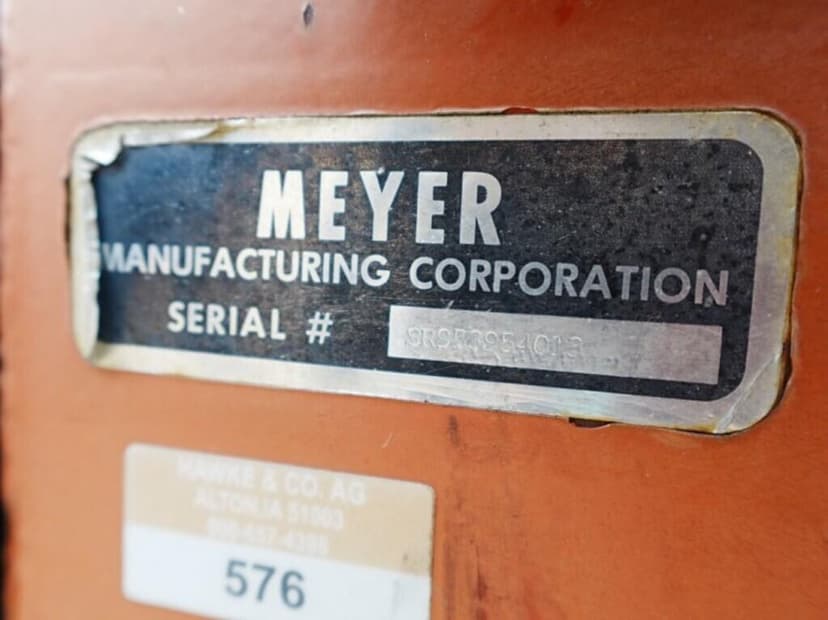 MEYER
MANUFACTURING CORPORATION
SERIAL #
HAWKE & CO. AG
ALTON, IA 51003
576